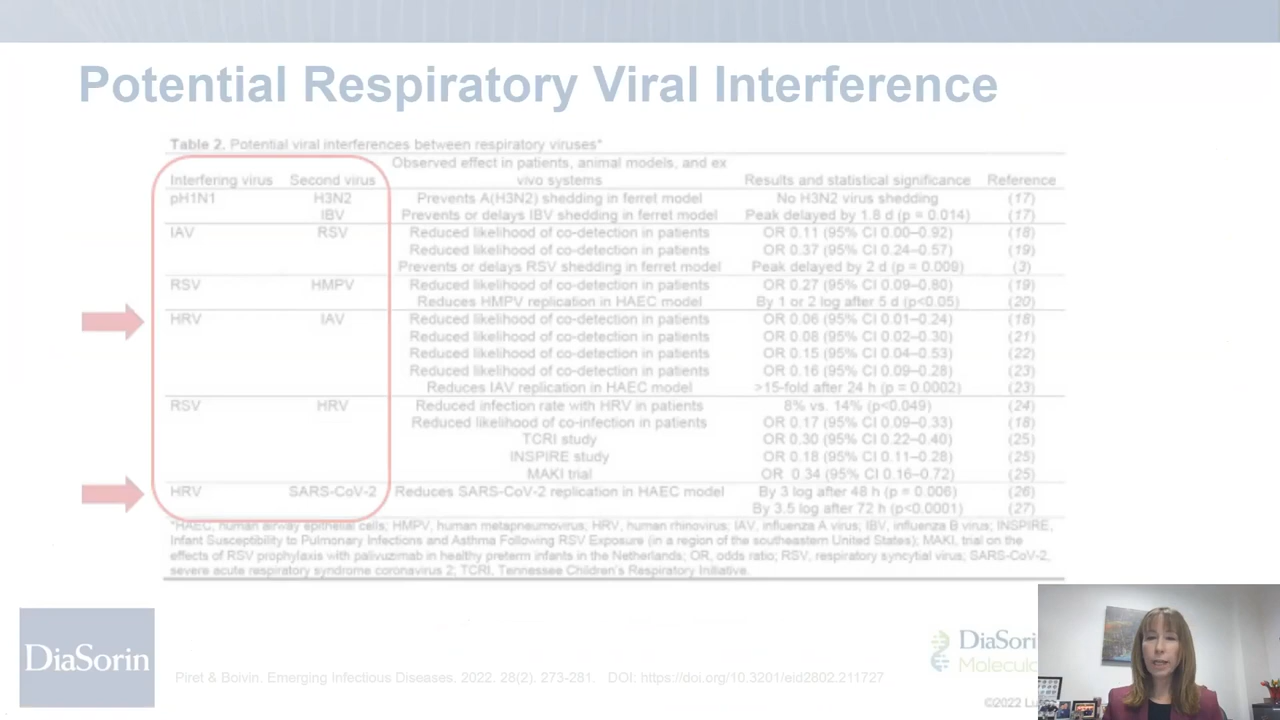 Potential Respiratory Viral Interference
Table 2. Potential viral interferences between respiratory viruses*
Interfering virus Second virus Observed effect in patients, animal models, and ex vivo systems Results and statistical significance Reference
pH1N1 H3N2 Prevents A(H3N2) shedding in ferret model No H3N2 virus shedding (17)
IBV Prevents or delays IBV shedding in ferret model Peak delayed by 1.8 d (p = 0.014) (17)
IAV RSV Reduced likelihood of co-detection in patients OR 0.11 (95% CI 0.00–0.92) (18)
Reduced likelihood of co-detection in patients OR 0.37 (95% CI 0.24–0.57) (19)
Prevents or delays RSV shedding in ferret model Peak delayed by 2 d (p = 0.009) (3)
RSV HMPV Reduced likelihood of co-detection in patients OR 0.27 (95% CI 0.09–0.80) (19)
Reduces HMPV replication in HAEC model By 1 or 2 log after 5 d (p<0.05) (20)
HRV IAV Reduced likelihood of co-detection in patients OR 0.06 (95% CI 0.01–0.24) (18)
Reduced likelihood of co-detection in patients OR 0.08 (95% CI 0.02–0.30) (21)
Reduced likelihood of co-detection in patients OR 0.15 (95% CI 0.04–0.53) (22)
Reduced likelihood of co-detection in patients OR 0.16 (95% CI 0.09–0.28) (23)
Reduces IAV replication in HAEC model >15-fold after 24 h (p = 0.0002) (23)
RSV HRV Reduced infection rate with HRV in patients 8% vs. 14% (p<0.049) (24)
Reduced likelihood of co-infection in patients OR 0.17 (95% CI 0.09–0.33) (18)
TCRI study OR 0.30 (95% CI 0.22–0.40) (25)
INSPIRE study OR 0.18 (95% CI 0.11–0.28) (25)
MAKI trial OR 0.34 (95% CI 0.16–0.72) (25)
HRV SARS-CoV-2 Reduces SARS-CoV-2 replication in HAEC model By 3 log after 48 h (p = 0.006) (26)
By 3.5 log after 72 h (p<0.0001) (27)
*HAEC, human airway epithelial cells; HMPV, human metapneumovirus; HRV, human rhinovirus; IAV, influenza A virus; IBV, influenza B virus; INSPIRE,
Infant Susceptibility to Pulmonary Infections and Asthma Following RSV Exposure (in a region of the southeastern United States); MAKI, trial on the
effects of RSV prophylaxis with palivizumab in healthy preterm infants in the Netherlands; OR, odds ratio; RSV, respiratory syncytial virus; SARS-CoV-2,
severe acute respiratory syndrome coronavirus 2; TCRI, Tennessee Children's Respiratory Initiative.
DiaSorin
Piret & Boivin. Emerging Infectious Diseases. 2022. 28(2). 273-281. DOI: https://doi.org/10.3201/eid2802.211727
DiaSori
Molecul
©2022 Lu